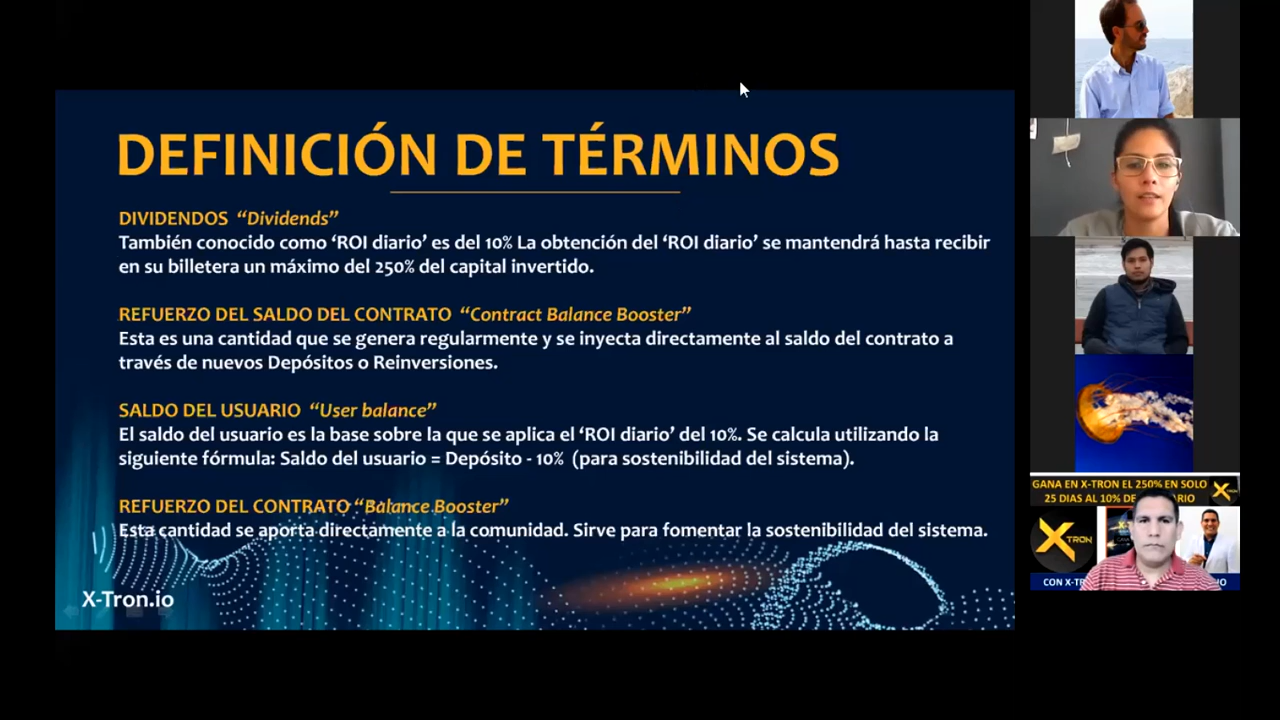 DEFINICIÓN DE TÉRMINOS
DIVIDENDOS “Dividends”
También conocido como ‘ROI diario’ es del 10% La obtención del ‘ROI diario’ se mantendrá hasta recibir
en su billetera un máximo del 250% del capital invertido.
REFUERZO DEL SALDO DEL CONTRATO “Contract Balance Booster”
Esta es una cantidad que se genera regularmente y se inyecta directamente al saldo del contrato a
través de nuevos Depósitos o Reinversiones.
SALDO DEL USUARIO “User balance”
El saldo del usuario es la base sobre la que se aplica el ‘ROI diario’ del 10%. Se calcula utilizando la
siguiente fórmula: Saldo del usuario = Depósito - 10% (para sostenibilidad del sistema).
REFUERZO DEL CONTRATO “Balance Booster”
Esta cantidad se aporta directamente a la comunidad. Sirve para fomentar la sostenibilidad del sistema.
X-Tron.io
GANA EN X-TRON EL 250% EN SOLO
25 DIAS AL 10% DE
X TRON
CON X-TR